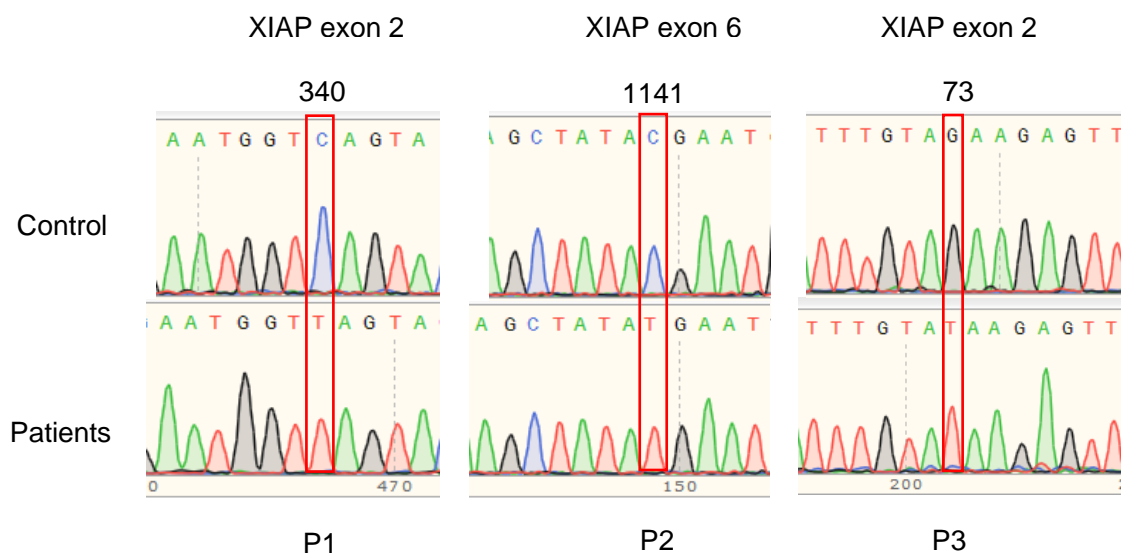 XIAP exon 2 XIAP exon 6 XIAP exon 2
340 1141 73
A A T G G T C A G T A A G C T A T A C G A A T T T T G T A G A A G A G T T
Control
A A T G G T T A G T A A G C T A T A T G A A T T T T G T A T A A G A G T T
Patients
470 150 200
P1 P2 P3